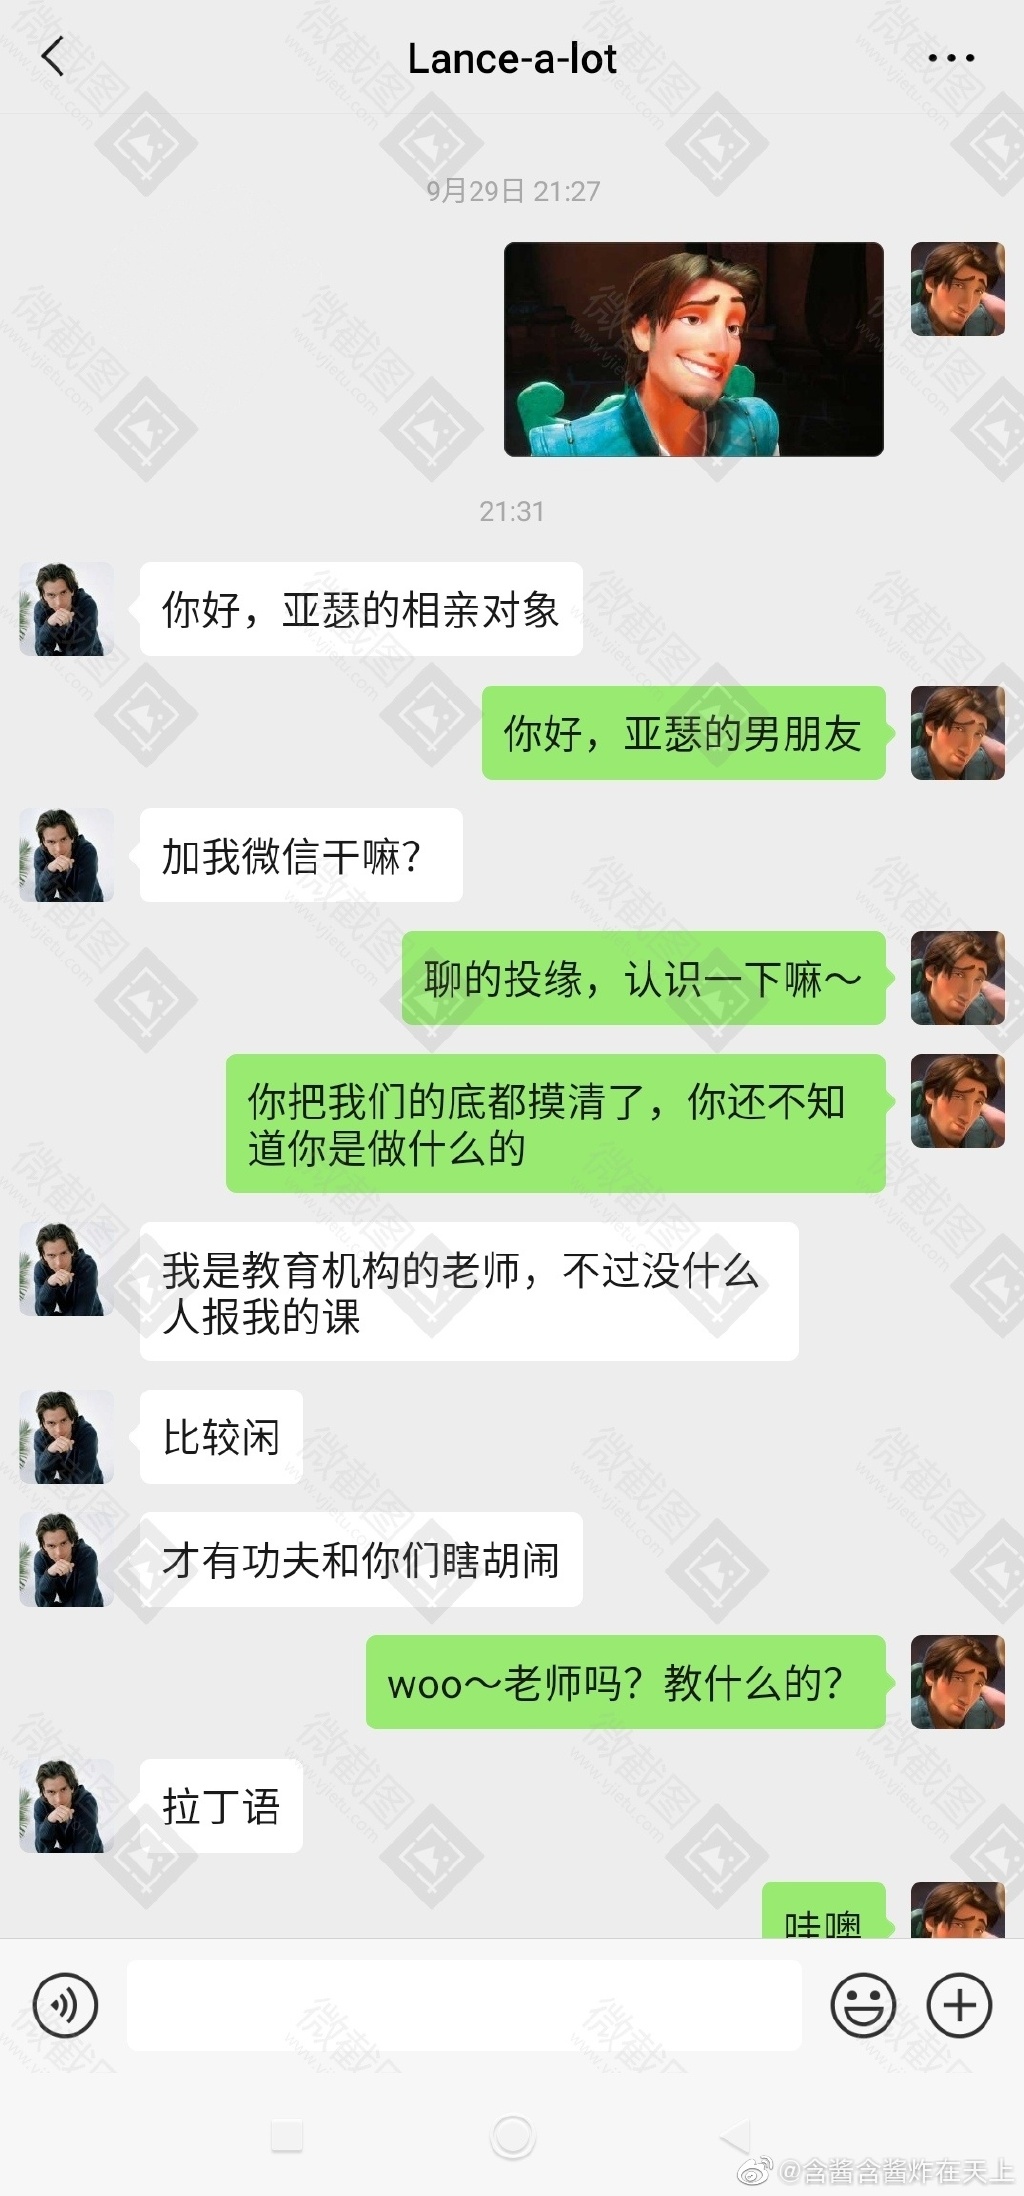 Lance-a-lot
9月29日 21:27
21:31
你好，亚瑟的相亲对象
你好，亚瑟的男朋友
加我微信干嘛？
聊的投缘，认识一下嘛～
你把我们的底都摸清了，你还不知
道你是做什么的
我是教育机构的老师，不过没什么
人报我的课
比较闲
才有功夫和你们瞎胡闹
woo～老师吗？教什么的？
拉丁语
哇噢
微截图
www.vjietu.com
@含酱含酱炸在天上